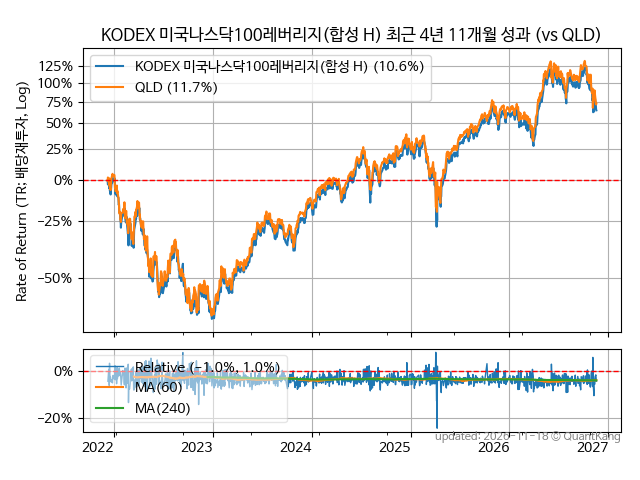 KODEX 미국나스닥100레버리지(합성 H) 최근 4년 11개월 성과 (vs QLD)
KODEX 미국나스닥100레버리지(합성 H) (10.6%)
QLD (11.7%)
Rate of Return (TR: 배당재투자, Log)
125%
100%
75%
50%
25%
0%
−25%
−50%
Relative (−1.0%, 1.0%)
MA(60)
MA(240)
0%
−20%
2022
2023
2024
2025
2026
2027
updated: 2026-11-18 © QuantKang